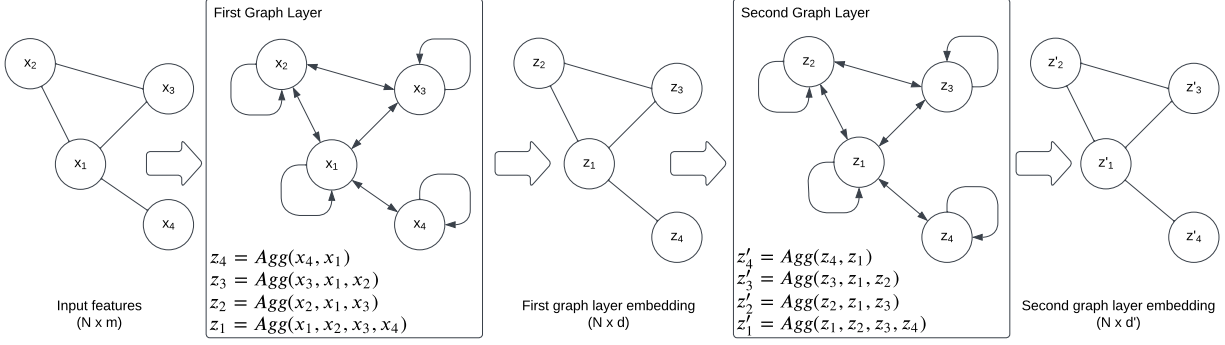 x₂
x₃
x₁
x₄
Input features
(N x m)
First Graph Layer
x₂
x₃
x₁
x₄
z₄ = Agg(x₄, x₁)
z₃ = Agg(x₃, x₁, x₂)
z₂ = Agg(x₂, x₁, x₃)
z₁ = Agg(x₁, x₂, x₃, x₄)
z₂
z₃
z₁
z₄
First graph layer embedding
(N x d)
Second Graph Layer
z₂
z₃
z₁
z₄
z′₄ = Agg(z₄, z₁)
z′₃ = Agg(z₃, z₁, z₂)
z′₂ = Agg(z₂, z₁, z₃)
z′₁ = Agg(z₁, z₂, z₃, z₄)
z'₂
z'₃
z'₁
z'₄
Second graph layer embedding
(N x d')